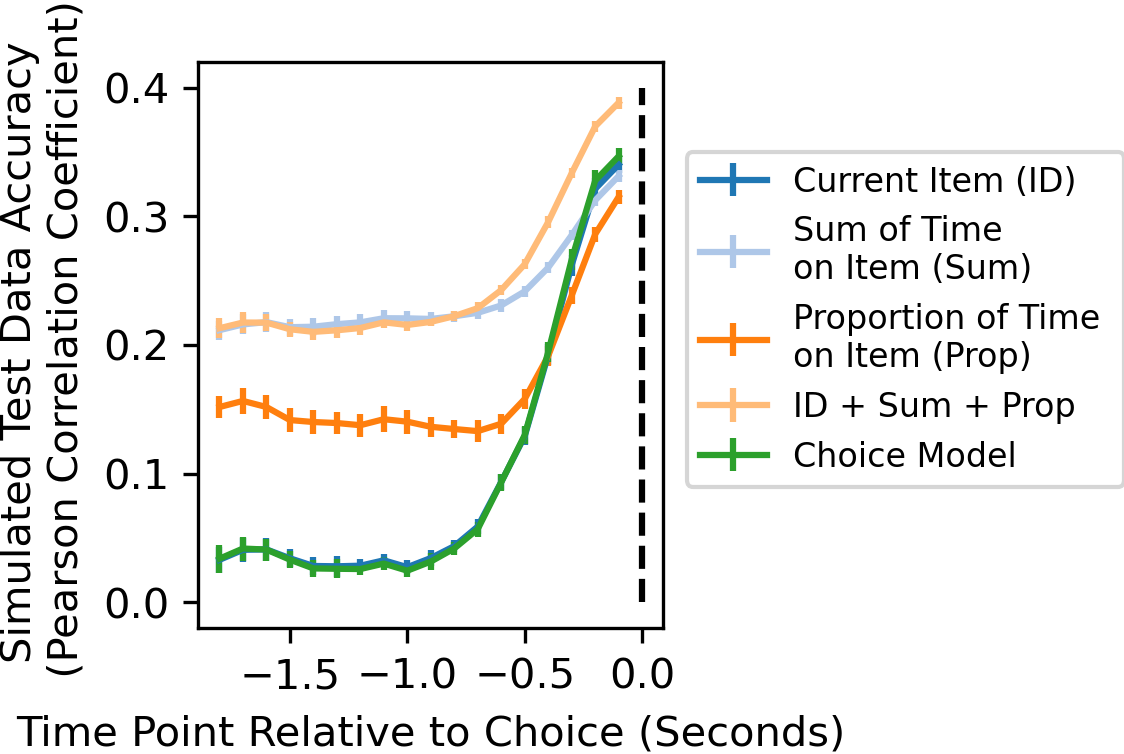 Simulated Test Data Accuracy
(Pearson Correlation Coefficient)
0.4
0.3
0.2
0.1
0.0
−1.5 −1.0 −0.5 0.0
Time Point Relative to Choice (Seconds)
Current Item (ID)
Sum of Time
on Item (Sum)
Proportion of Time
on Item (Prop)
ID + Sum + Prop
Choice Model